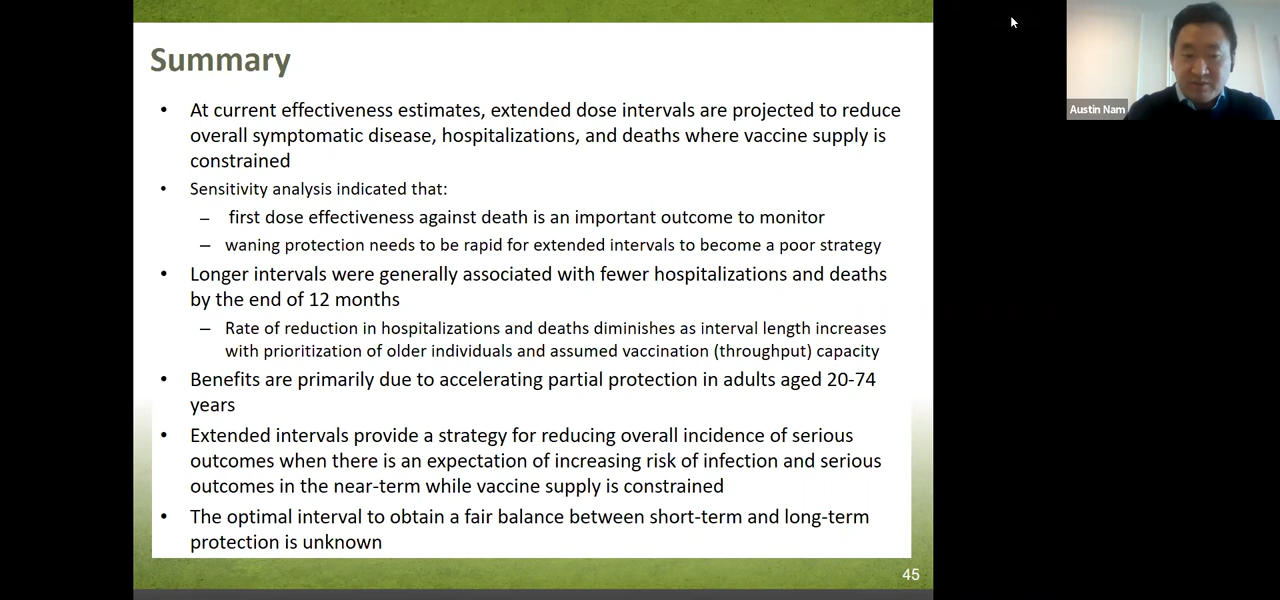 Summary
• At current effectiveness estimates, extended dose intervals are projected to reduce
overall symptomatic disease, hospitalizations, and deaths where vaccine supply is
constrained
• Sensitivity analysis indicated that:
– first dose effectiveness against death is an important outcome to monitor
– waning protection needs to be rapid for extended intervals to become a poor strategy
• Longer intervals were generally associated with fewer hospitalizations and deaths
by the end of 12 months
– Rate of reduction in hospitalizations and deaths diminishes as interval length increases
with prioritization of older individuals and assumed vaccination (throughput) capacity
• Benefits are primarily due to accelerating partial protection in adults aged 20-74
years
• Extended intervals provide a strategy for reducing overall incidence of serious
outcomes when there is an expectation of increasing risk of infection and serious
outcomes in the near-term while vaccine supply is constrained
• The optimal interval to obtain a fair balance between short-term and long-term
protection is unknown
45
Austin Nam